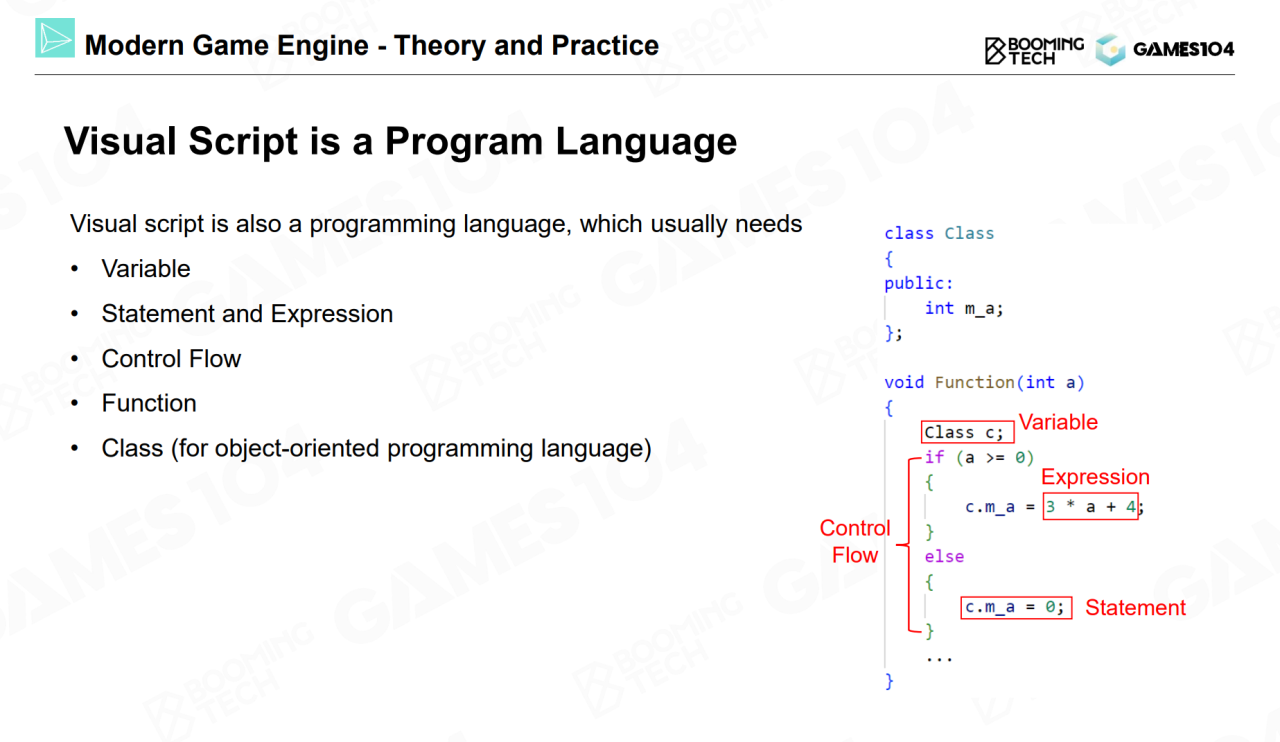 Modern Game Engine - Theory and Practice
BOOMING
TECH
GAMES104
Visual Script is a Program Language
Visual script is also a programming language, which usually needs
• Variable
• Statement and Expression
• Control Flow
• Function
• Class (for object-oriented programming language)
class Class
{
public:
int m_a;
};
void Function(int a)
{
Class c; Variable
if (a >= 0)
{
Expression
c.m_a = 3 * a + 4;
}
Control
Flow
else
{
c.m_a = 0; Statement
}
...
}